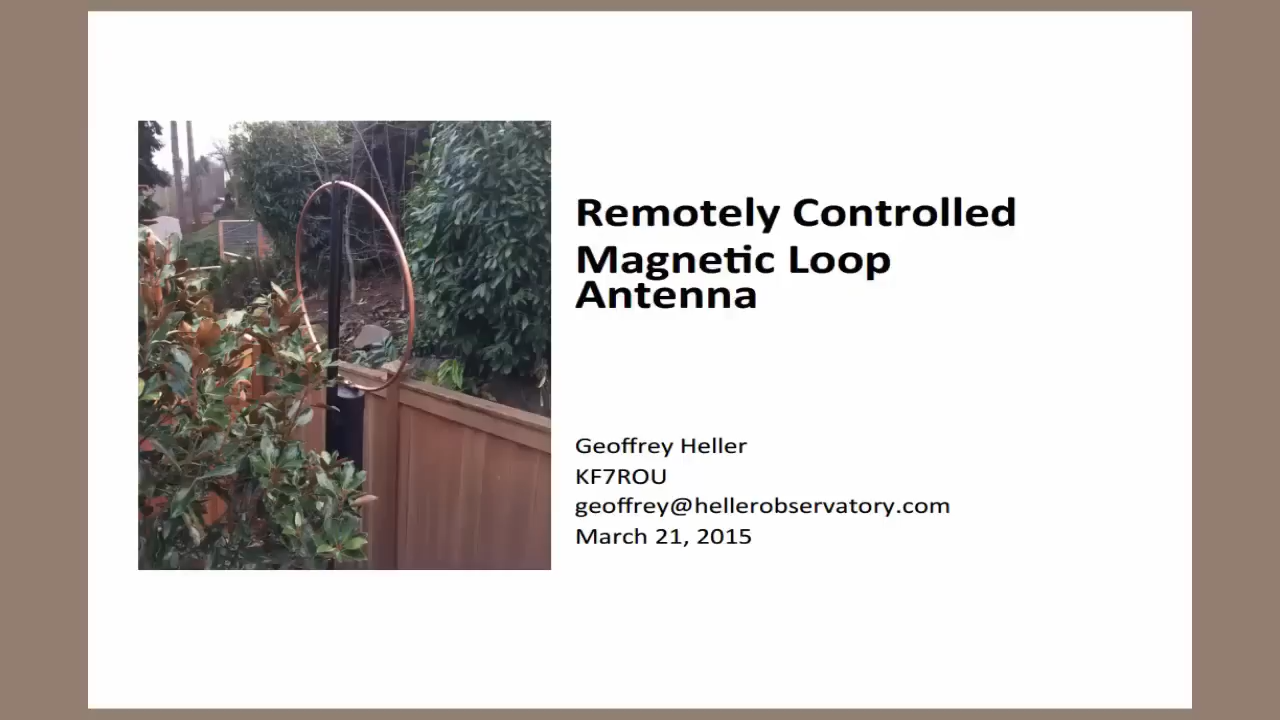 Remotely Controlled
Magnetic Loop
Antenna
Geoffrey Heller
KF7ROU
geoffrey@hellerobservatory.com
March 21, 2015